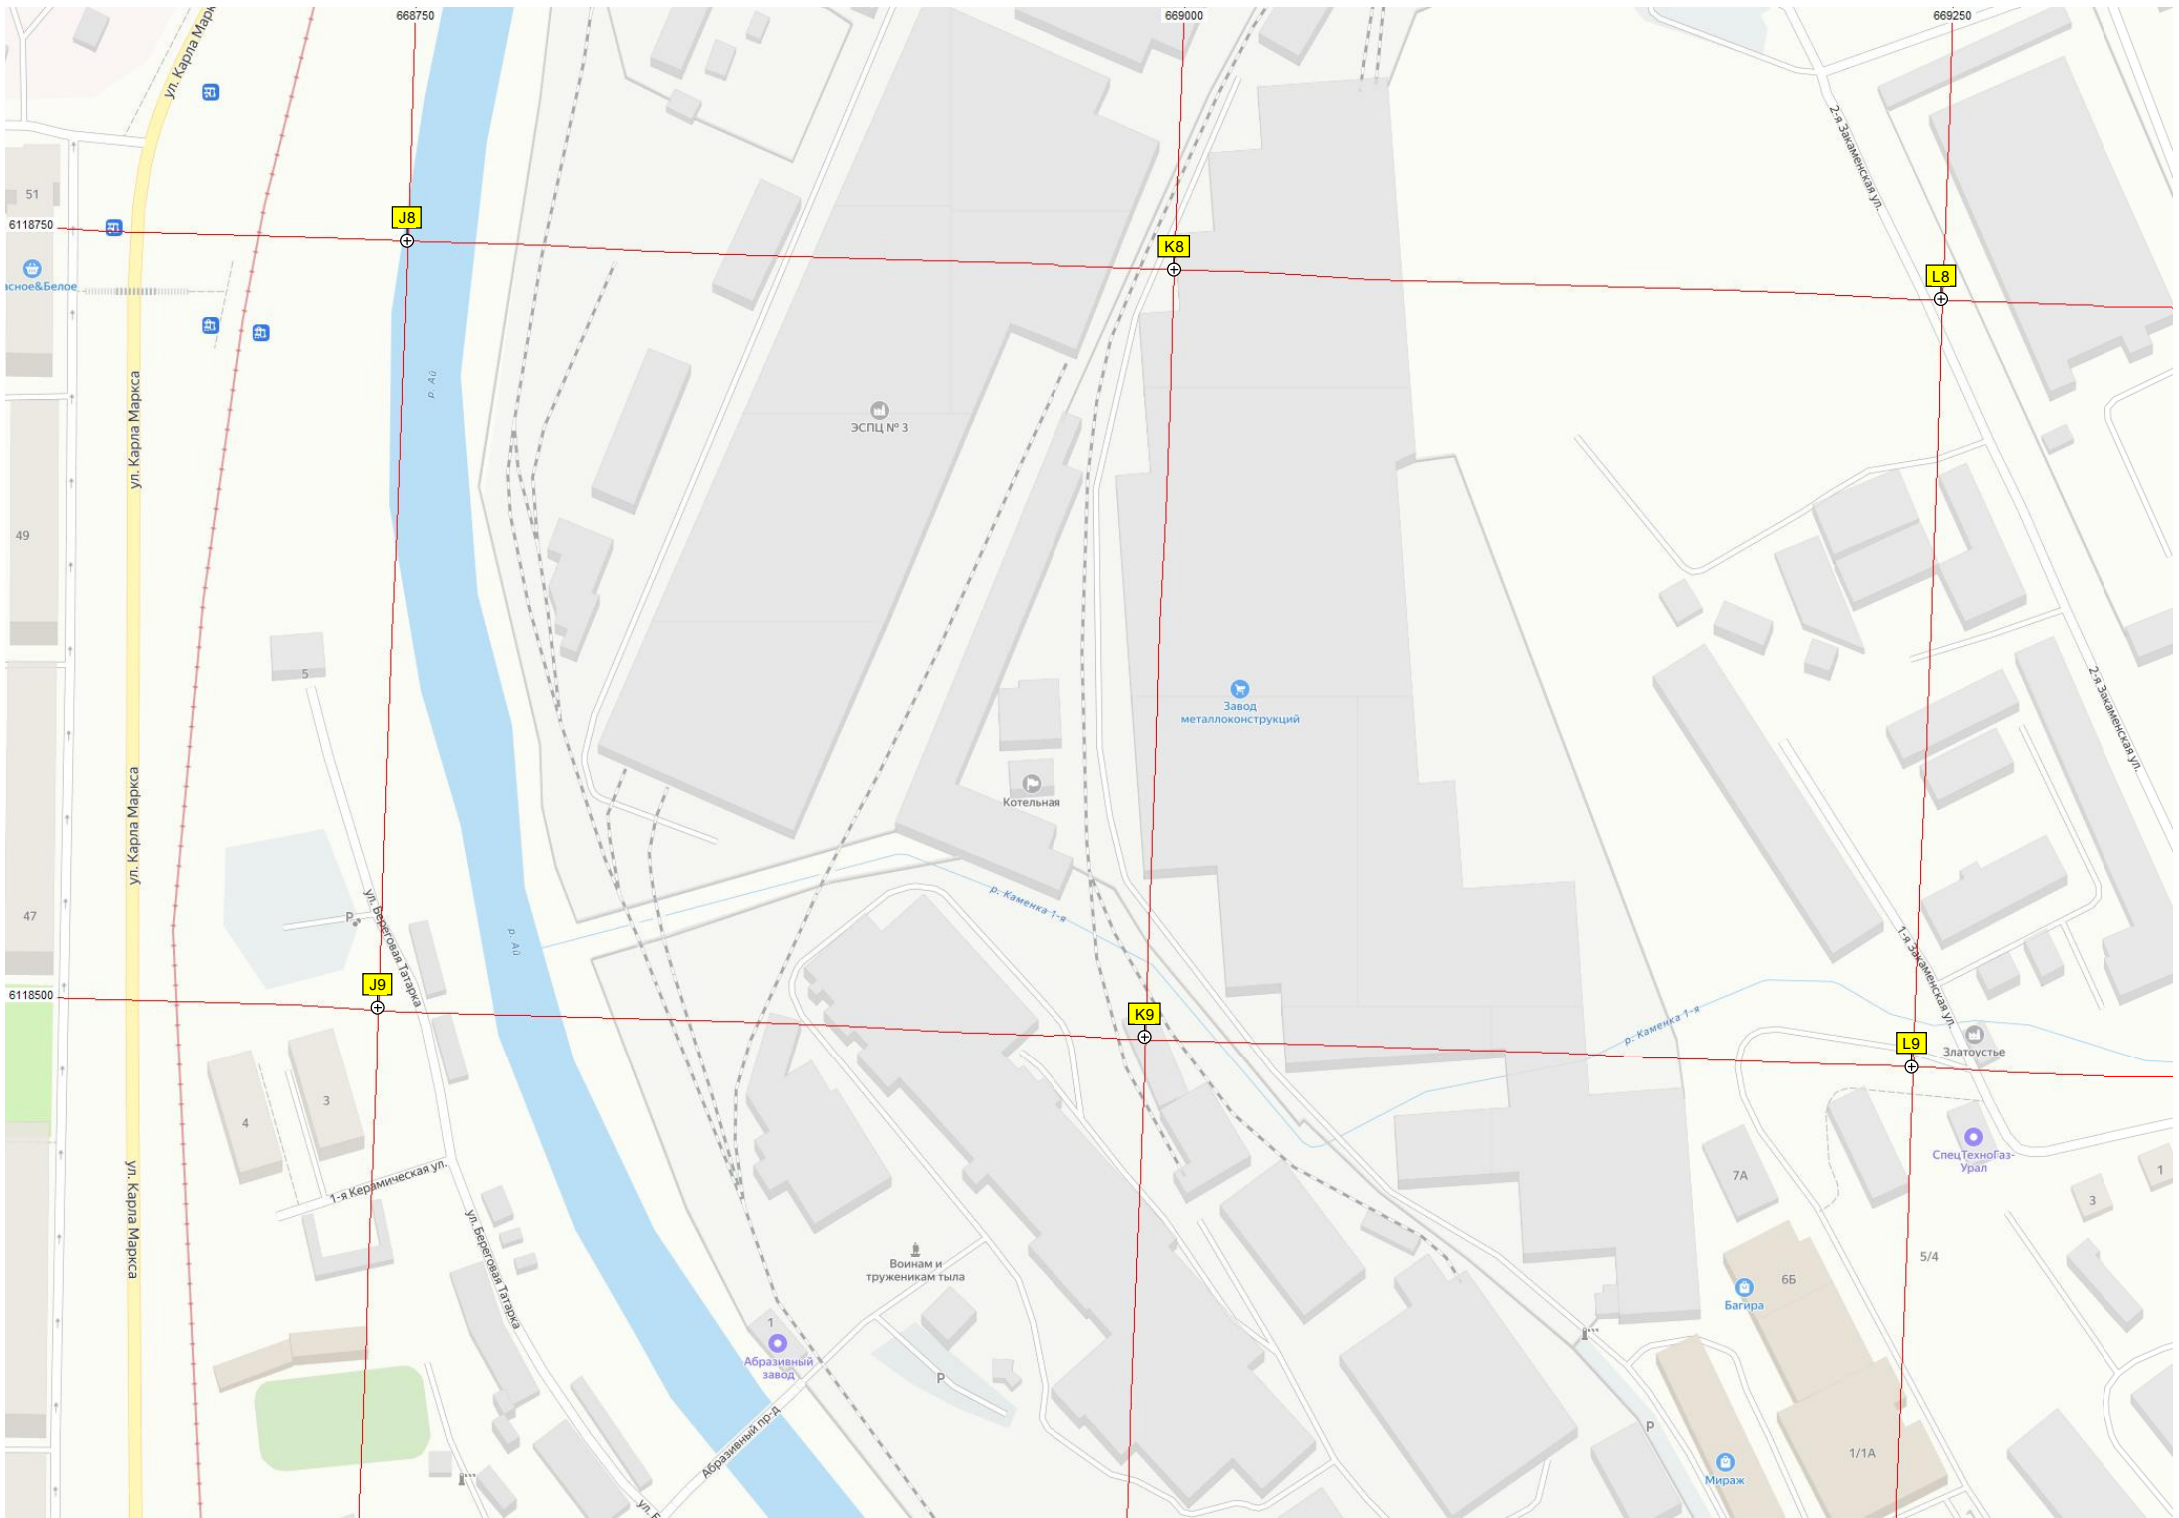 668750
669000
669250
ул. Карла Маркса
2-я Закаменская ул.
51
6118750
J8
K8
L8
асное&Белое
р. Ай
ул. Карла Маркса
ЭСПЦ № 3
49
5
Завод
металлоконструкций
2-я Закаменская ул.
ул. Карла Маркса
Котельная
р. Каменка 1-я
47
P
ул. Береговая Татарка
р. Ай
1-я Закаменская ул.
J9
6118500
K9
р. Каменка 1-я
L9
Златоустье
3
4
СпецТехноГаз-
Урал
1
7А
3
1-я Керамическая ул.
ул. Карла Маркса
ул. Береговая Татарка
Воинам и
труженикам тыла
5/4
6Б
Багира
1
Абразивный
завод
P
Абразивный пр-д
P
1/1А
Мираж
ул. Б